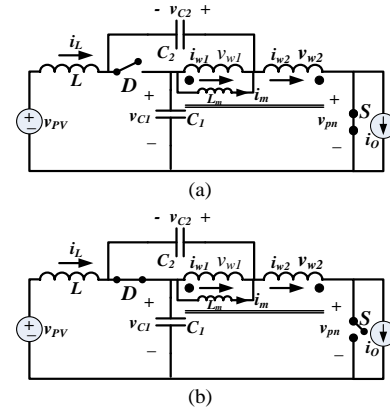 - v_C2 +
i_L C_2 i_w1 v_w1 i_w2 v_w2
L D + L_m i_m +
v_PV v_C1 C_1 v_pn S
− − i_O
(a)
- v_C2 +
i_L C_2 i_w1 v_w1 i_w2 v_w2
L D + L_m i_m +
v_PV v_C1 C_1 v_pn S
− − i_O
(b)